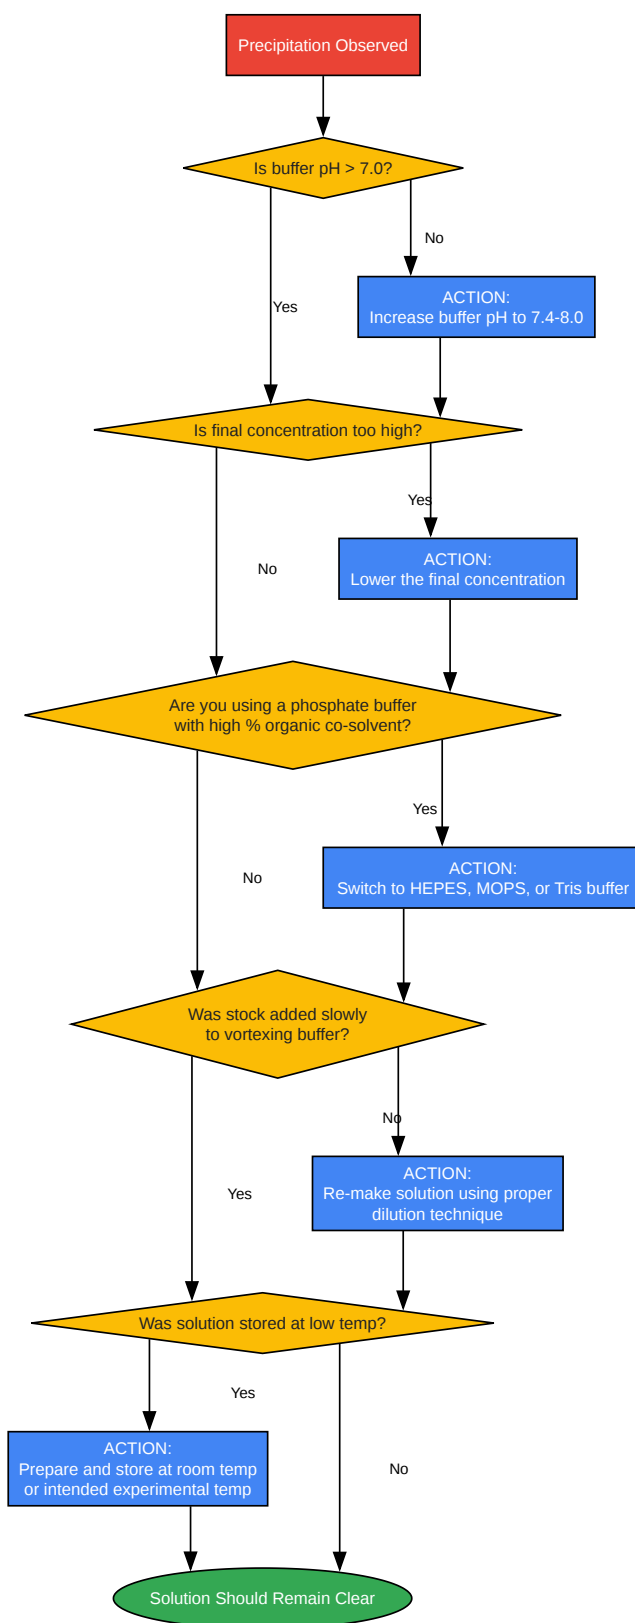 Precipitation Observed
Is buffer pH > 7.0?
No
ACTION:
Increase buffer pH to 7.4-8.0
Yes
Is final concentration too high?
Yes
ACTION:
Lower the final concentration
No
Are you using a phosphate buffer
with high % organic co-solvent?
Yes
ACTION:
Switch to HEPES, MOPS, or Tris buffer
No
Was stock added slowly
to vortexing buffer?
No
ACTION:
Re-make solution using proper
dilution technique
Yes
Was solution stored at low temp?
Yes
ACTION:
Prepare and store at room temp
or intended experimental temp
No
Solution Should Remain Clear